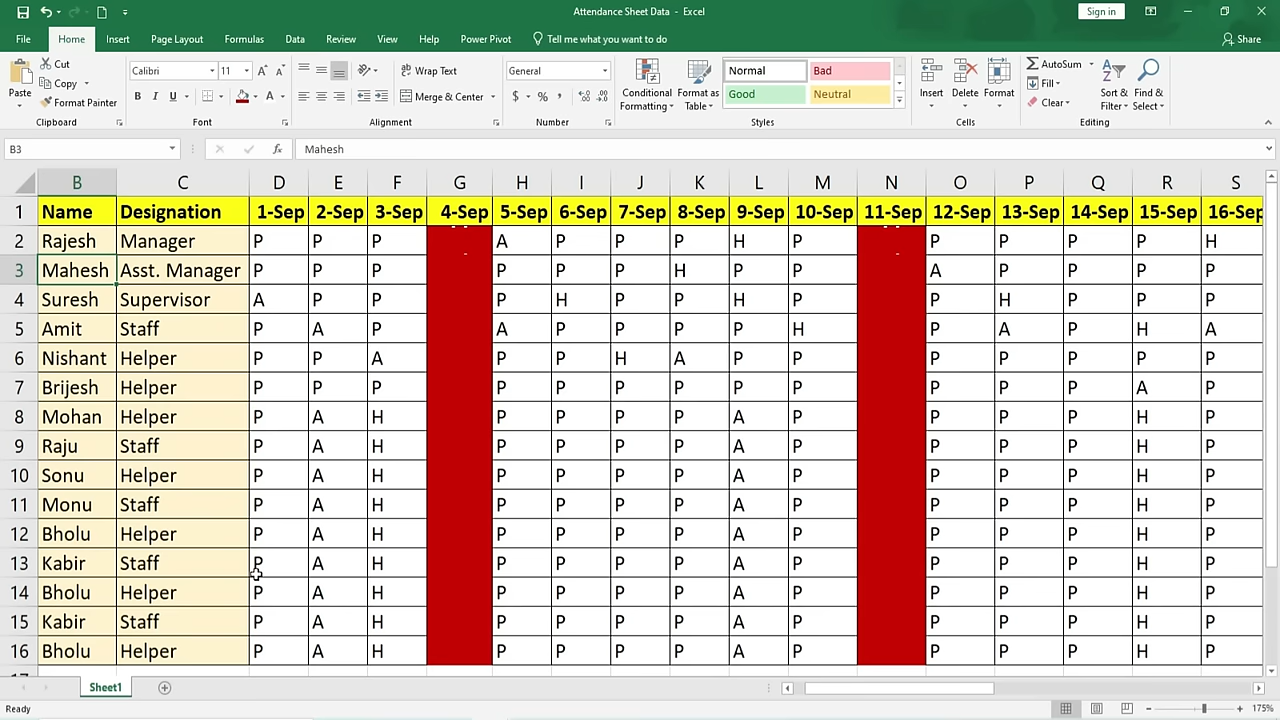 Attendance Sheet Data - Excel
Sign in
File Home Insert Page Layout Formulas Data Review View Help Power Pivot Tell me what you want to do Share
Paste Cut Copy Format Painter Clipboard
Calibri 11 A A B I U A Font
Wrap Text Merge & Center Alignment
General $ % , Number
Conditional Formatting Format as Table Normal Bad Good Neutral Styles
Insert Delete Format Cells
AutoSum Fill Clear Sort & Filter Find & Select Editing
B3 fx Mahesh
B C D E F G H I J K L M N O P Q R S
1 Name Designation 1-Sep 2-Sep 3-Sep 4-Sep 5-Sep 6-Sep 7-Sep 8-Sep 9-Sep 10-Sep 11-Sep 12-Sep 13-Sep 14-Sep 15-Sep 16-Sep
2 Rajesh Manager P P P A P P P H P P P P P H
3 Mahesh Asst. Manager P P P P P P H P P A P P P P
4 Suresh Supervisor A P P P H P P H P P H P P P
5 Amit Staff P A P A P P P P H P A P H A
6 Nishant Helper P P A P P H A P P P P P P P
7 Brijesh Helper P P P P P P P P P P P P A P
8 Mohan Helper P A H P P P P A P P P P H P
9 Raju Staff P A H P P P P A P P P P H P
10 Sonu Helper P A H P P P P A P P P P H P
11 Monu Staff P A H P P P P A P P P P H P
12 Bholu Helper P A H P P P P A P P P P H P
13 Kabir Staff P A H P P P P A P P P P H P
14 Bholu Helper P A H P P P P A P P P P H P
15 Kabir Staff P A H P P P P A P P P P H P
16 Bholu Helper P A H P P P P A P P P P H P
Sheet1
Ready 175%